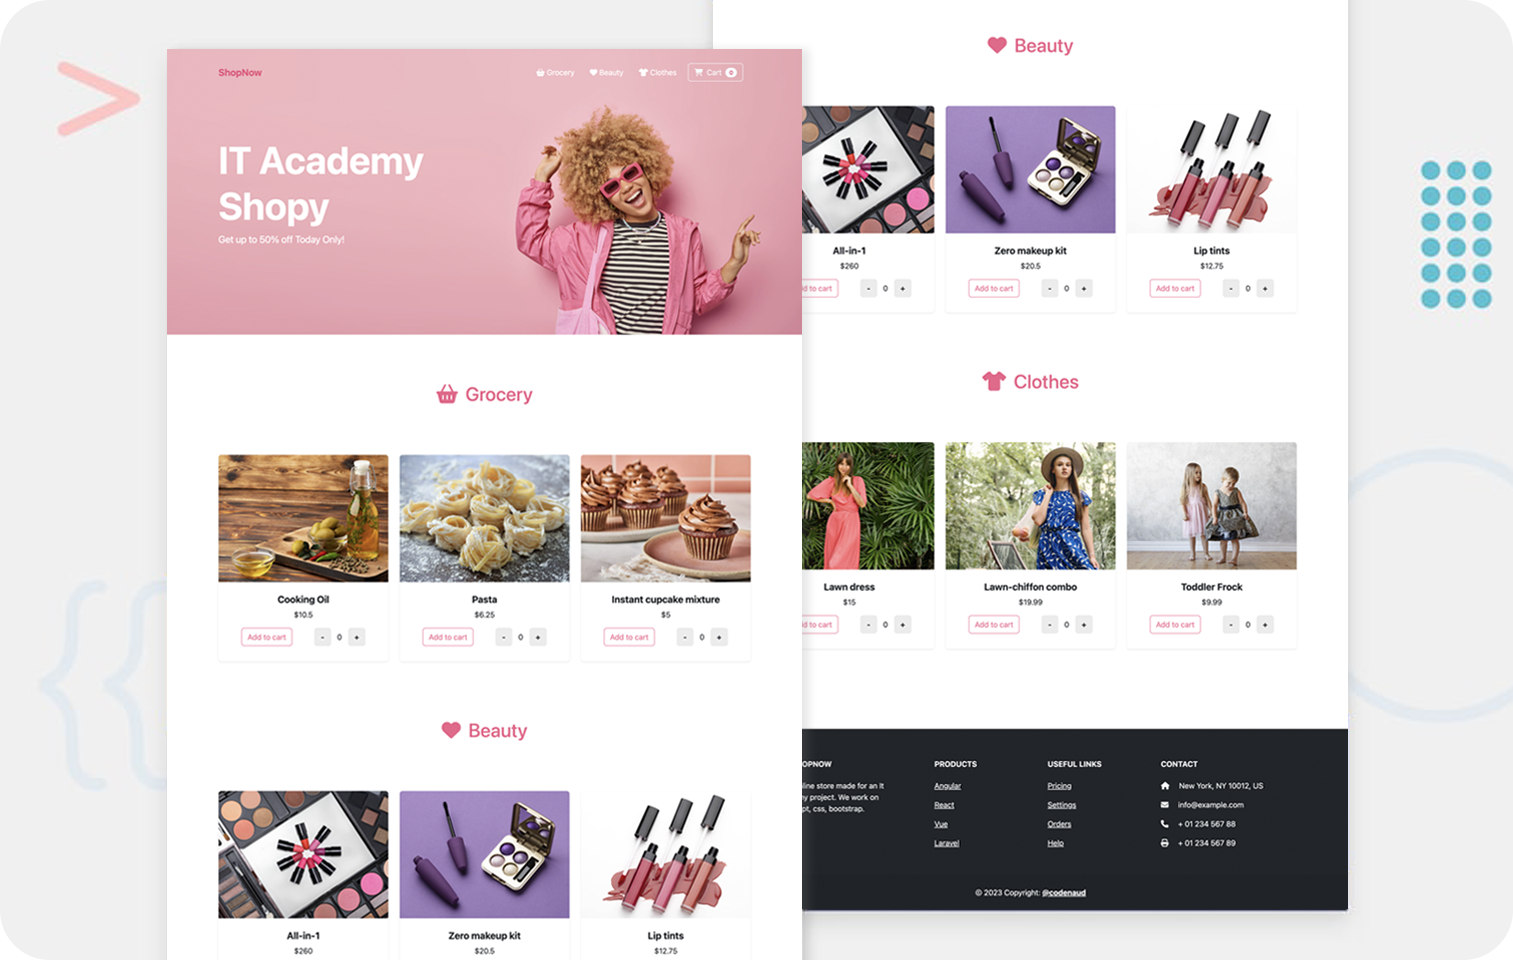 ShopNow
Grocery
Beauty
Clothes
Cart 0
IT Academy
Shopy
Get up to 50% off Today Only!
Grocery
Cooking Oil
$10.5
Add to cart - 0 +
Pasta
$6.25
Add to cart - 0 +
Instant cupcake mixture
$5
Add to cart - 0 +
Beauty
All-in-1
$260
Zero makeup kit
$20.5
Lip tints
$12.75
Beauty
All-in-1
$260
d to cart - 0 +
Zero makeup kit
$20.5
Add to cart - 0 +
Lip tints
$12.75
Add to cart - 0 +
Clothes
Lawn dress
$15
d to cart - 0 +
Lawn-chiffon combo
$19.99
Add to cart - 0 +
Toddler Frock
$9.99
Add to cart - 0 +
OPNOW
line store made for an It
ny project. We work on
pt, css, bootstrap.
PRODUCTS
Angular
React
Vue
Laravel
USEFUL LINKS
Pricing
Settings
Orders
Help
CONTACT
New York, NY 10012, US
info@example.com
+ 01 234 567 88
+ 01 234 567 89
© 2023 Copyright: @codenaud